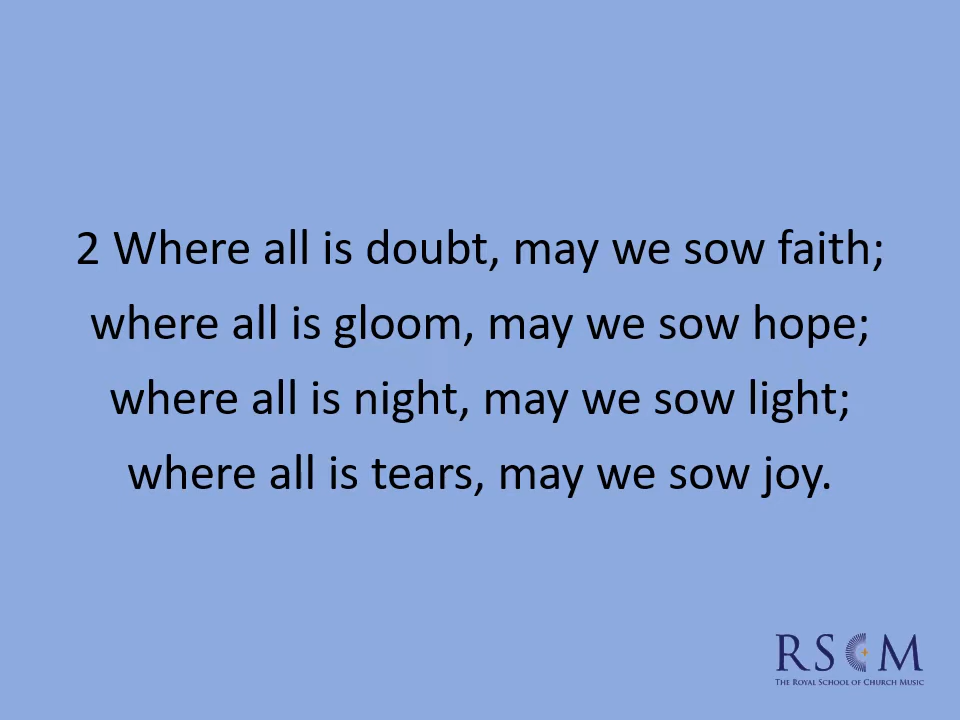 2 Where all is doubt, may we sow faith;
where all is gloom, may we sow hope;
where all is night, may we sow light;
where all is tears, may we sow joy.
RSCM
The Royal School of Church Music